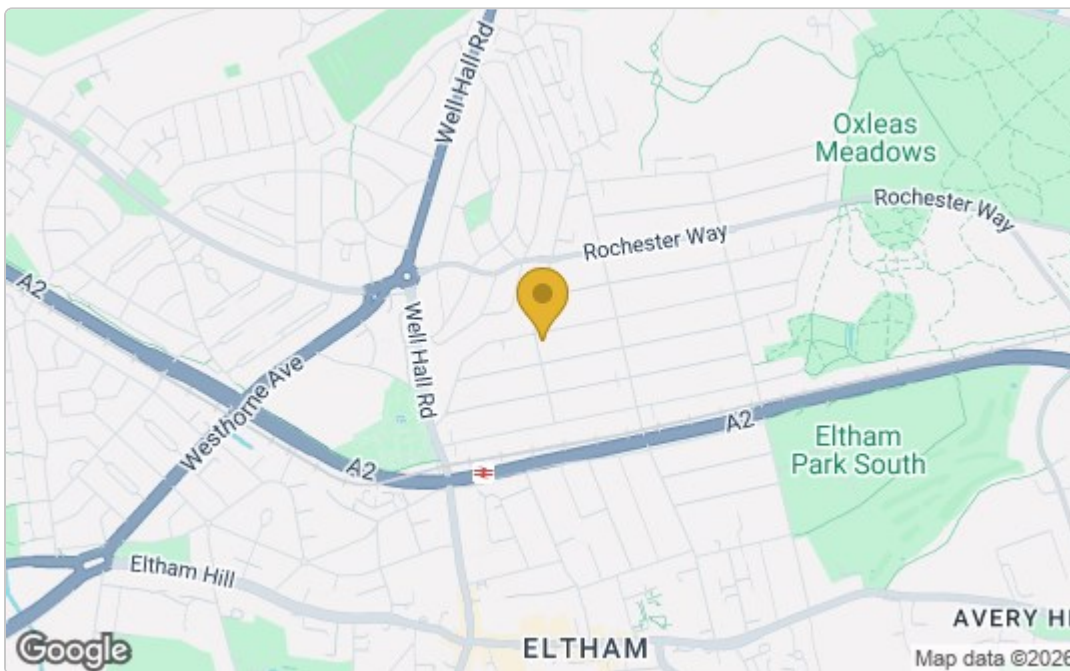 Well Hall Rd
Oxleas
Meadows
Rochester Way
Rochester Way
A2
Well Hall Rd
Westhorne Ave
A2
A2
Eltham
Park South
Eltham Hill
AVERY HI
ELTHAM
Google
Map data ©2026